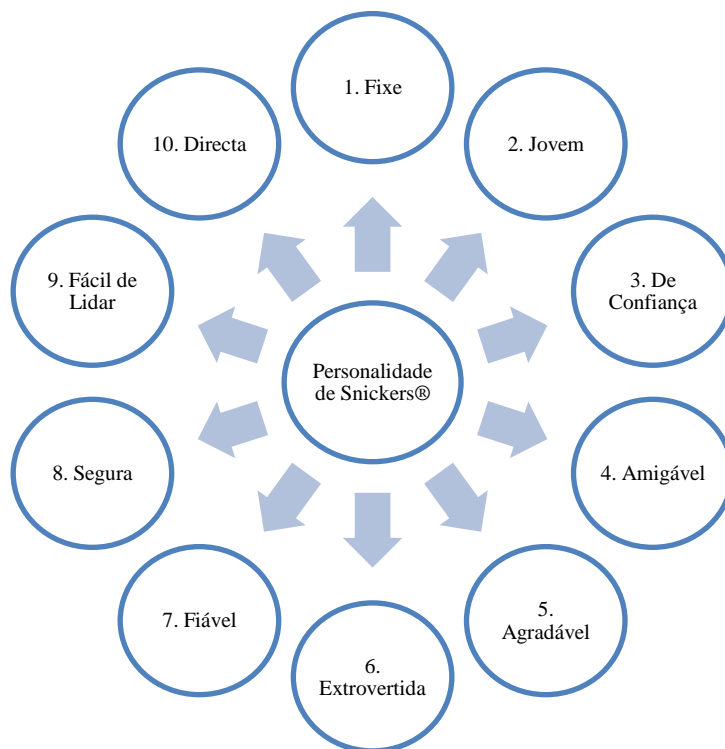 1. Fixe
2. Jovem
3. De
Confiança
4. Amigável
5.
Agradável
6.
Extrovertida
7. Fiável
8. Segura
9. Fácil de
Lidar
10. Directa
Personalidade
de Snickers®